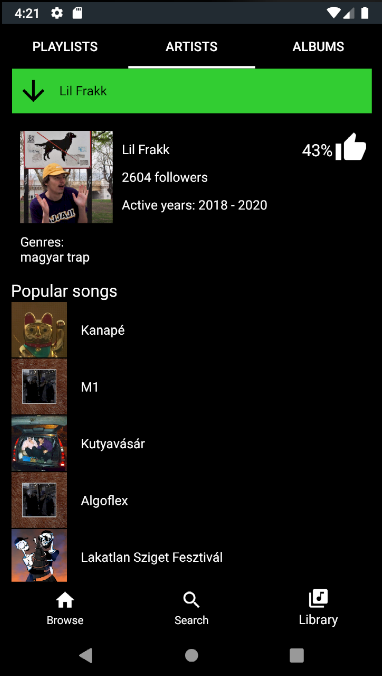 4:21
PLAYLISTS ARTISTS ALBUMS
Lil Frakk
Lil Frakk
43%
2604 followers
Active years: 2018 - 2020
Genres:
magyar trap
Popular songs
Kanapé
M1
Kutyavásár
Algoflex
Lakatlan Sziget Fesztivál
Browse Search Library